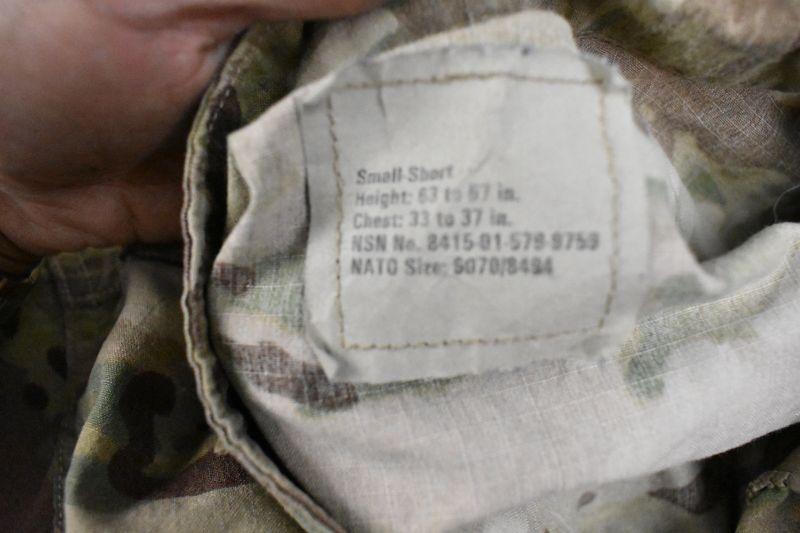 Small-Short
Height: 63 to 67 in.
Chest: 33 to 37 in.
NSN No. 8415-01-579-9759
NATO Size: 6070/8494